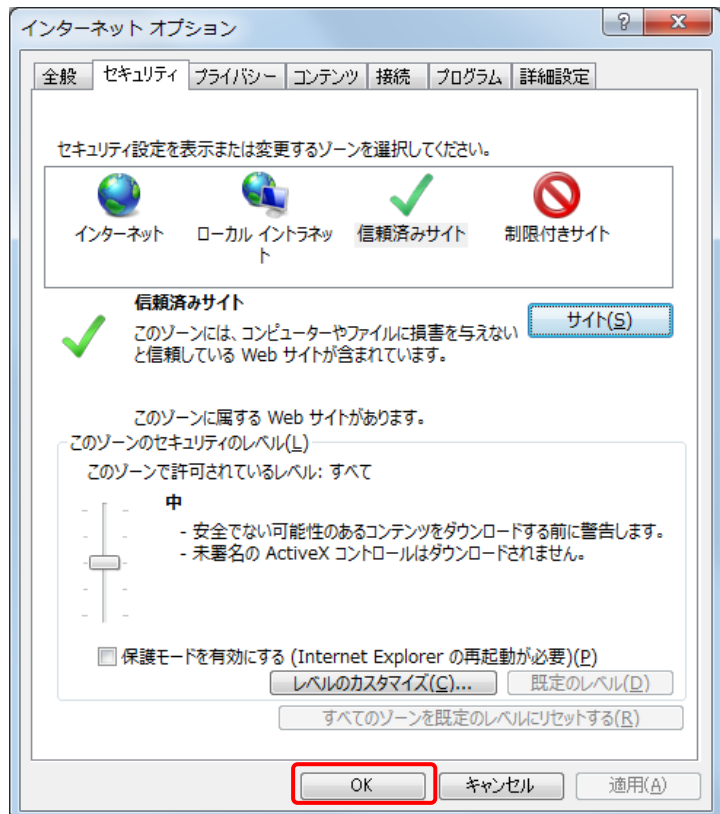 インターネット オプション
全般 セキュリティ プライバシー コンテンツ 接続 プログラム 詳細設定
セキュリティ設定を表示または変更するゾーンを選択してください。
インターネット ローカル イントラネット 信頼済みサイト 制限付きサイト
信頼済みサイト
サイト(S)
このゾーンには、コンピューターやファイルに損害を与えない
と信頼している Web サイトが含まれています。
このゾーンに属する Web サイトがあります。
このゾーンのセキュリティのレベル(L)
このゾーンで許可されているレベル: すべて
中
- 安全でない可能性のあるコンテンツをダウンロードする前に警告します。
- 未署名の ActiveX コントロールはダウンロードされません。
保護モードを有効にする (Internet Explorer の再起動が必要)(P)
レベルのカスタマイズ(C)... 既定のレベル(D)
すべてのゾーンを既定のレベルにリセットする(R)
OK キャンセル 適用(A)